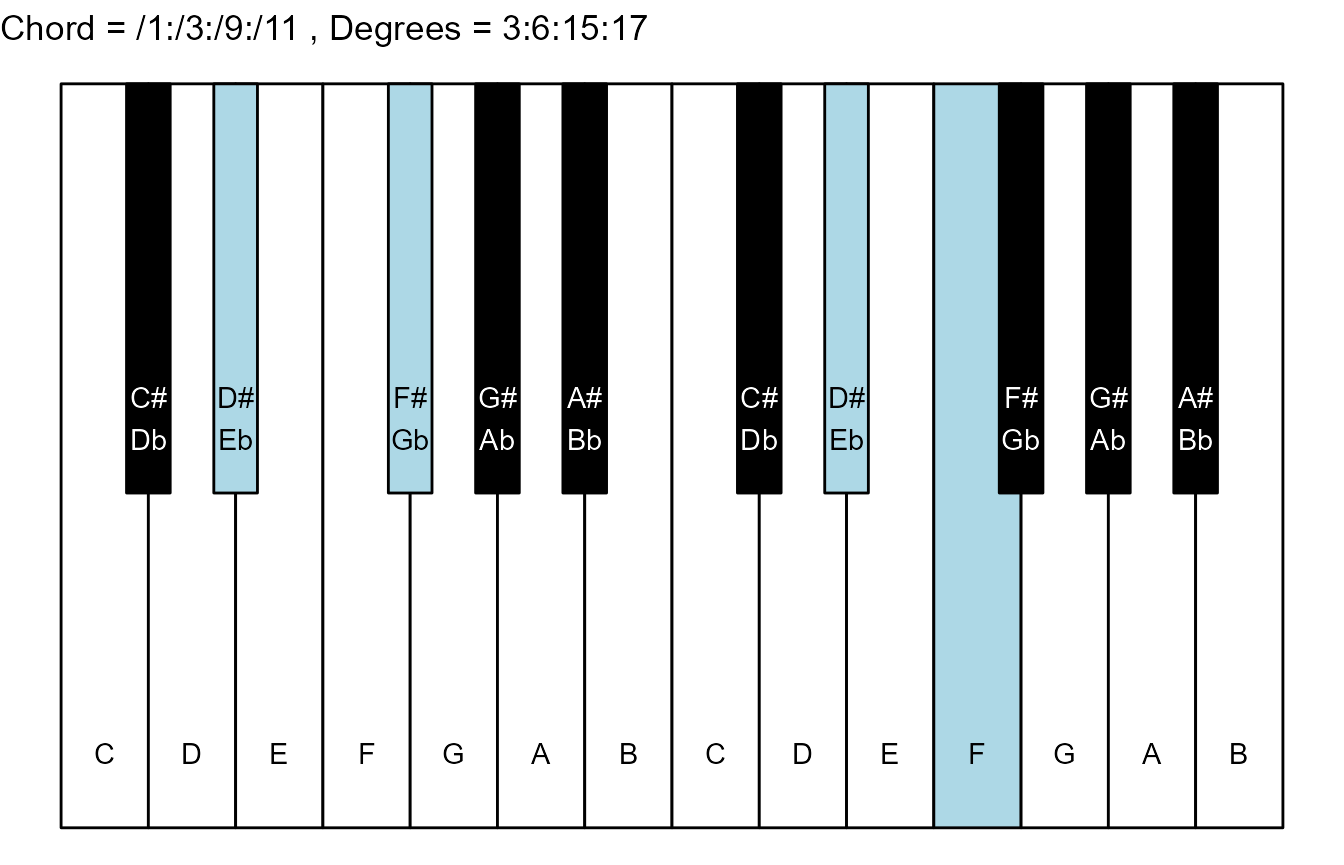 Chord = /1:/3:/9:/11 , Degrees = 3:6:15:17
C# D# F# G# A# C# D# F# G# A#
Db Eb Gb Ab Bb Db Eb Gb Ab Bb
C D E F G A B C D E F G A B